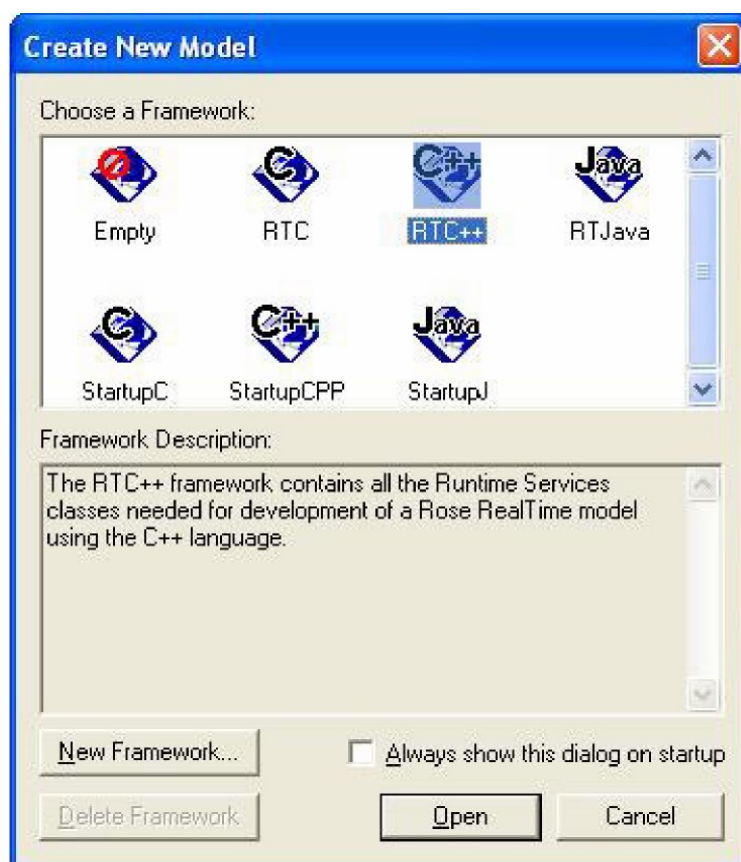 Create New Model
Choose a Framework:
C C++ Java
Empty RTC RTC++ RTJava
C C++ Java
StartupC StartupCPP StartupJ
Framework Description:
The RTC++ framework contains all the Runtime Services
classes needed for development of a Rose RealTime model
using the C++ language.
New Framework...
Always show this dialog on startup
Delete Framework
Open
Cancel